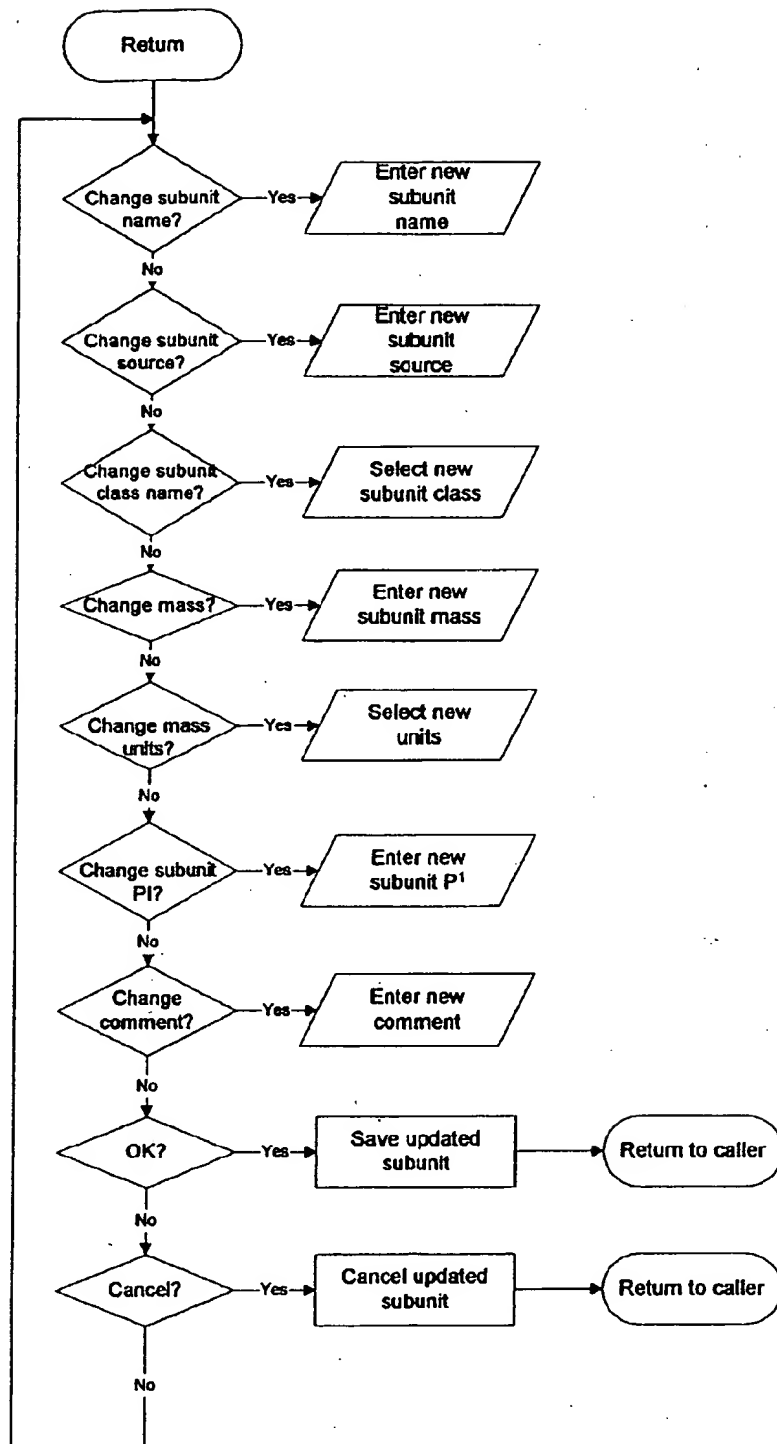 Return
Change subunit
name?
Yes
Enter new
subunit
name
No
Change subunit
source?
Yes
Enter new
subunit
source
No
Change subunit
class name?
Yes
Select new
subunit class
No
Change mass?
Yes
Enter new
subunit mass
No
Change mass
units?
Yes
Select new
units
No
Change subunit
PI?
Yes
Enter new
subunit P¹
No
Change
comment?
Yes
Enter new
comment
No
OK?
Yes
Save updated
subunit
Return to caller
No
Cancel?
Yes
Cancel updated
subunit
Return to caller
No